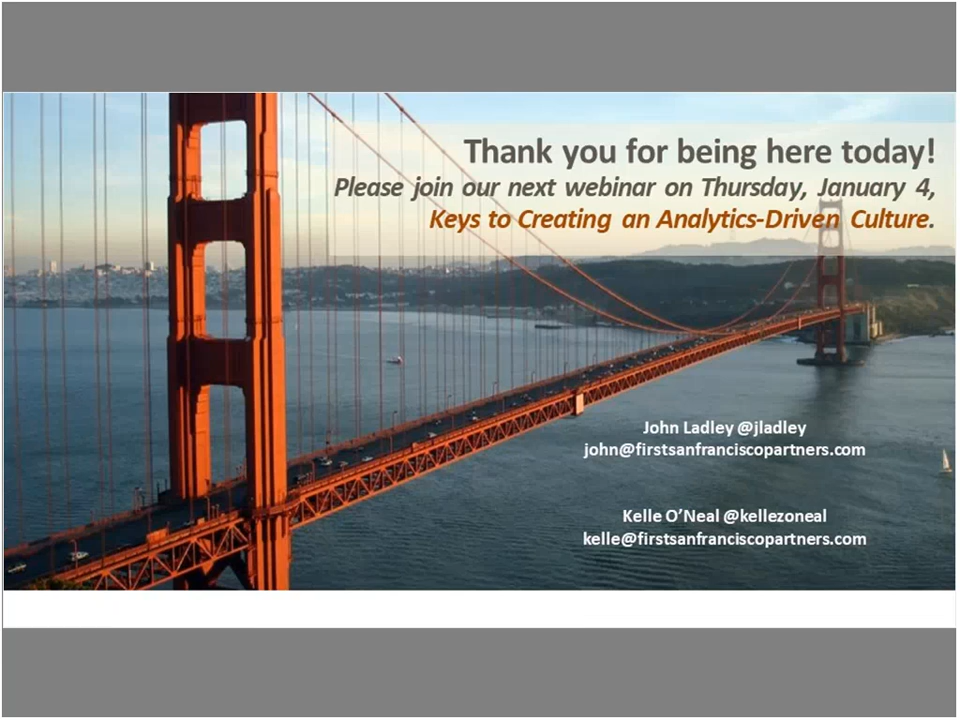 Thank you for being here today!
Please join our next webinar on Thursday, January 4,
Keys to Creating an Analytics-Driven Culture.
John Ladley @jladley
john@firstsanfranciscopartners.com
Kelle O’Neal @kellezoneal
kelle@firstsanfranciscopartners.com